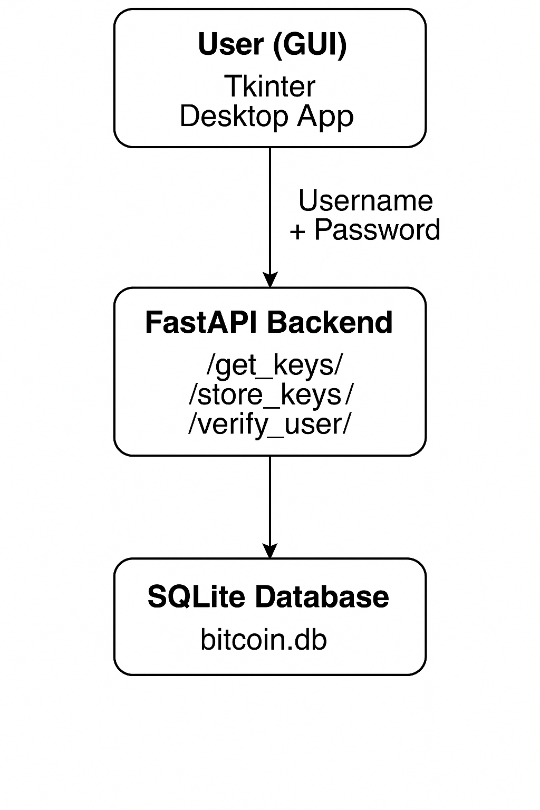 User (GUI)
Tkinter
Desktop App
Username
+ Password
FastAPI Backend
/get_keys/
/store_keys/
/verify_user/
SQLite Database
bitcoin.db